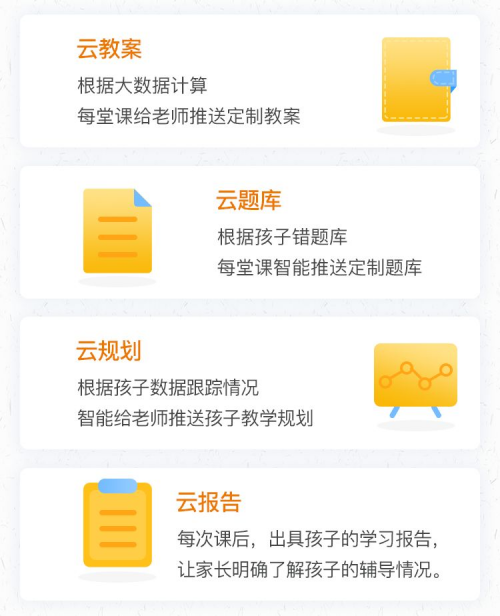 云教案
根据大数据计算
每堂课给老师推送定制教案
云题库
根据孩子错题库
每堂课智能推送定制题库
云规划
根据孩子数据跟踪情况
智能给老师推送孩子教学规划
云报告
每次课后，出具孩子的学习报告，
让家长明确了解孩子的辅导情况。